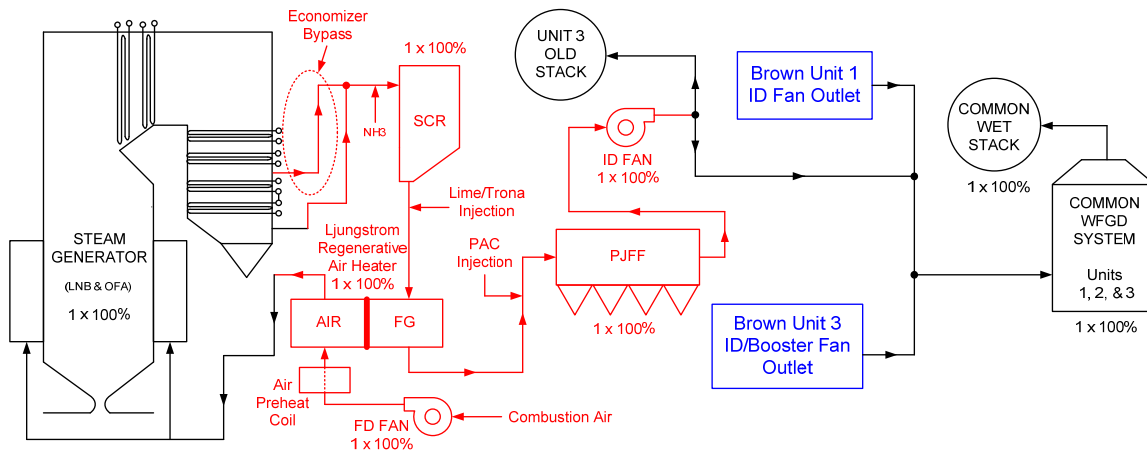 Economizer
Bypass
1 x 100%
SCR
NH3
UNIT 3
OLD
STACK
Brown Unit 1
ID Fan Outlet
COMMON
WET
STACK
1 x 100%
ID FAN
1 x 100%
Lime/Trona
Injection
Ljungstrom
Regenerative
Air Heater
1 x 100%
STEAM
GENERATOR
(LNB & OFA)
1 x 100%
PAC
Injection
PJFF
1 x 100%
COMMON
WFGD
SYSTEM
Units
1, 2, & 3
1 x 100%
AIR
FG
Brown Unit 3
ID/Booster Fan
Outlet
Air
Preheat
Coil
FD FAN
1 x 100%
Combustion Air